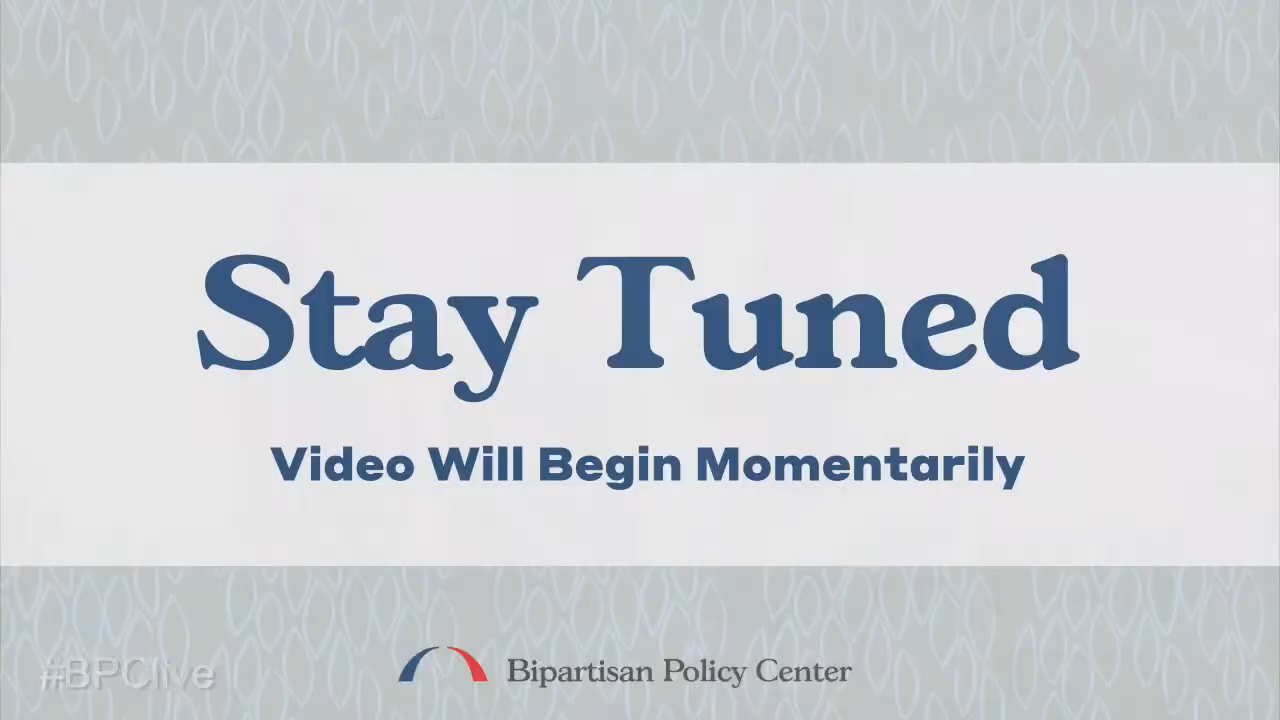 Stay Tuned
Video Will Begin Momentarily
#BPClive
Bipartisan Policy Center